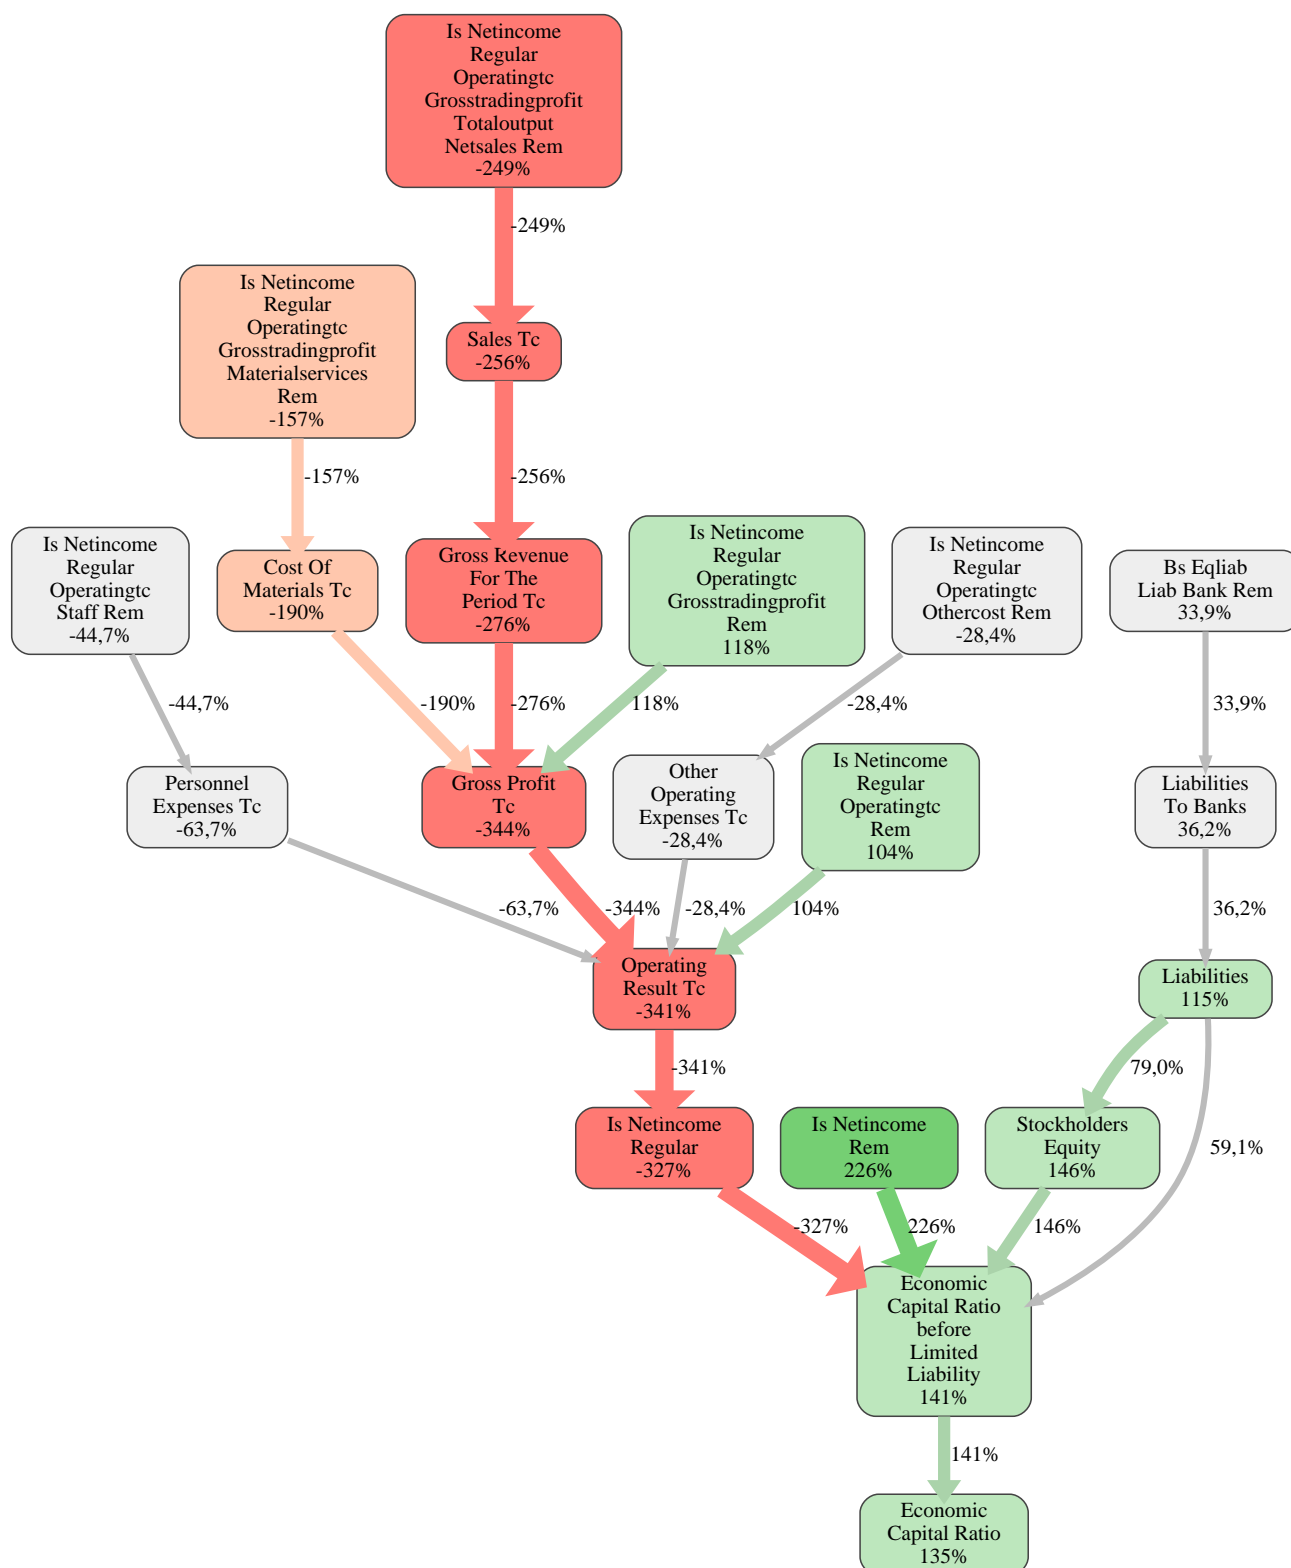 Is Netincome
Regular
Operatingtc
Grosstradingprofit
Totaloutput
Netsales Rem
-249%
-249%
Is Netincome
Regular
Operatingtc
Grosstradingprofit
Materialservices
Rem
-157%
Sales Tc
-256%
-157%
-256%
Is Netincome
Regular
Operatingtc
Staff Rem
-44,7%
Cost Of
Materials Tc
-190%
Gross Revenue
For The
Period Tc
-276%
Is Netincome
Regular
Operatingtc
Grosstradingprofit
Rem
118%
Is Netincome
Regular
Operatingtc
Othercost Rem
-28,4%
Bs Eqliab
Liab Bank Rem
33,9%
-44,7%
-190%
-276%
118%
-28,4%
33,9%
Personnel
Expenses Tc
-63,7%
Gross Profit
Tc
-344%
Other
Operating
Expenses Tc
-28,4%
Is Netincome
Regular
Operatingtc
Rem
104%
Liabilities
To Banks
36,2%
-63,7%
-344%
-28,4%
104%
36,2%
Operating
Result Tc
-341%
Liabilities
115%
-341%
79,0%
Is Netincome
Regular
-327%
Is Netincome
Rem
226%
Stockholders
Equity
146%
59,1%
-327%
226%
146%
Economic
Capital Ratio
before
Limited
Liability
141%
141%
Economic
Capital Ratio
135%